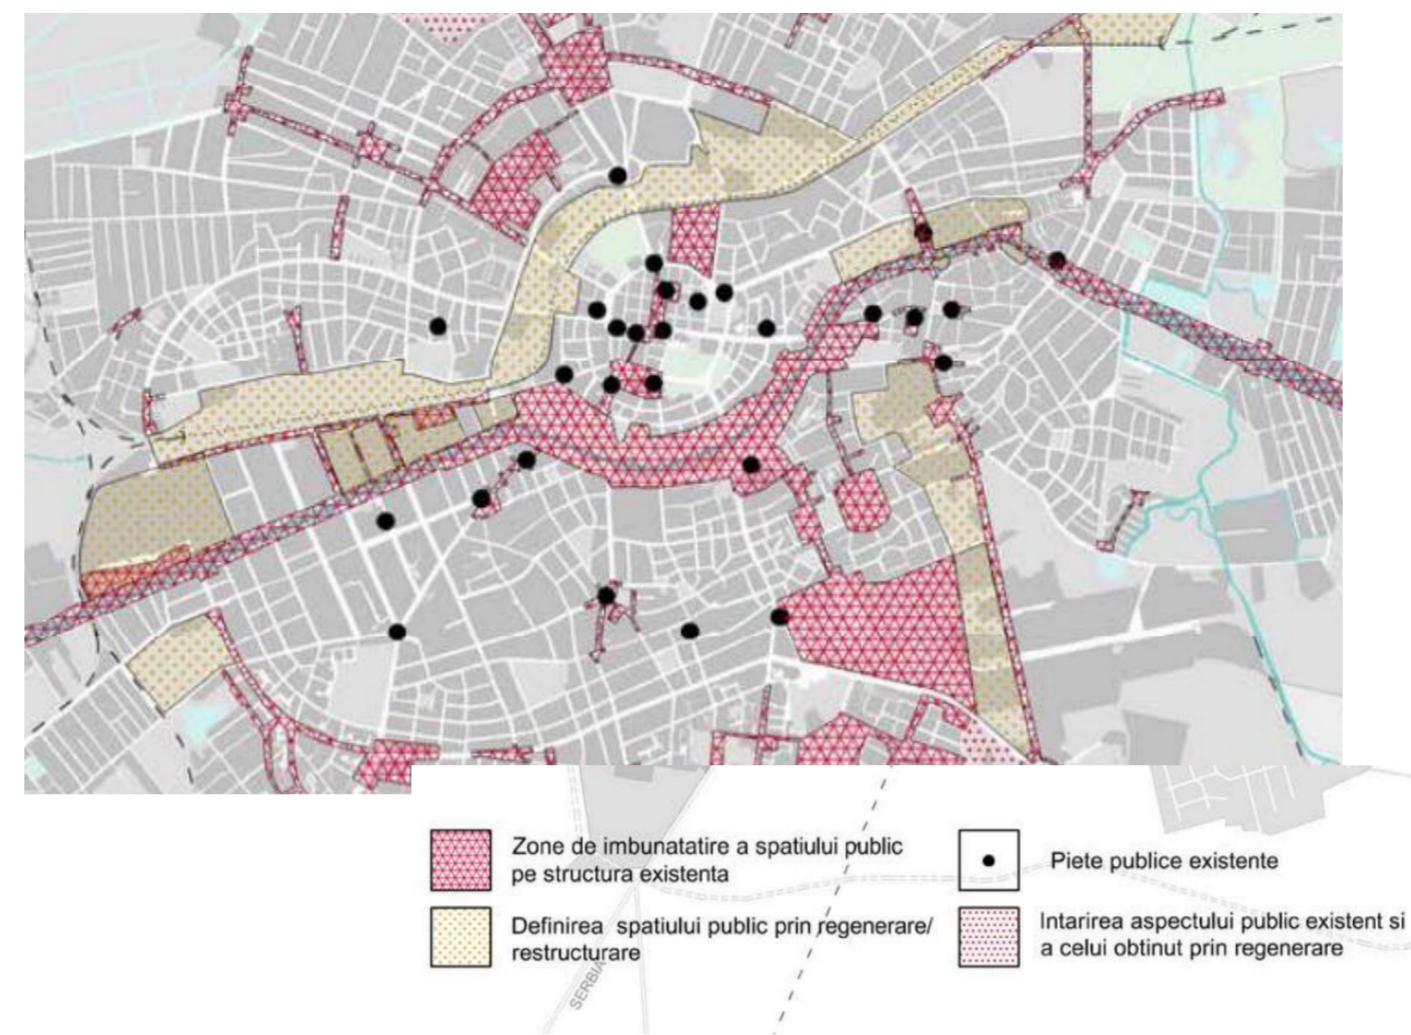 Zone de imbunatatire a spatiului public
pe structura existenta
Definirea spatiului public prin regenerare/
restructurare
Piete publice existente
Intarirea aspectului public existent si
a celui obtinut prin regenerare
SERBIA